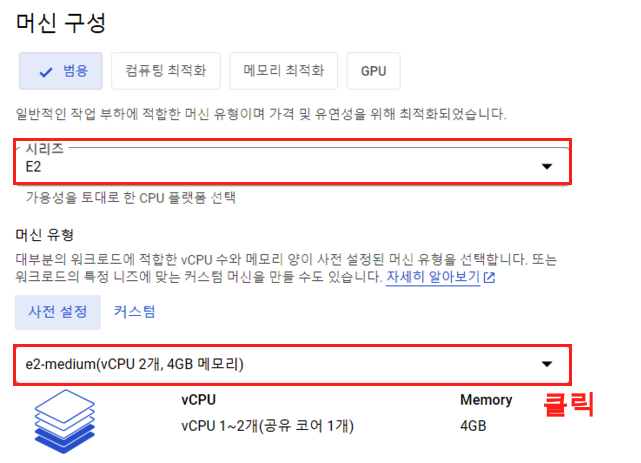 머신 구성
범용 컴퓨팅 최적화 메모리 최적화 GPU
일반적인 작업 부하에 적합한 머신 유형이며 가격 및 유연성을 위해 최적화되었습니다.
시리즈
E2
가용성을 토대로 한 CPU 플랫폼 선택
머신 유형
대부분의 워크로드에 적합한 vCPU 수와 메모리 양이 사전 설정된 머신 유형을 선택합니다. 또는
워크로드의 특정 니즈에 맞는 커스텀 머신을 만들 수도 있습니다. 자세히 알아보기
사전 설정 커스텀
e2-medium(vCPU 2개, 4GB 메모리)
vCPU Memory 클릭
vCPU 1~2개(공유 코어 1개) 4GB